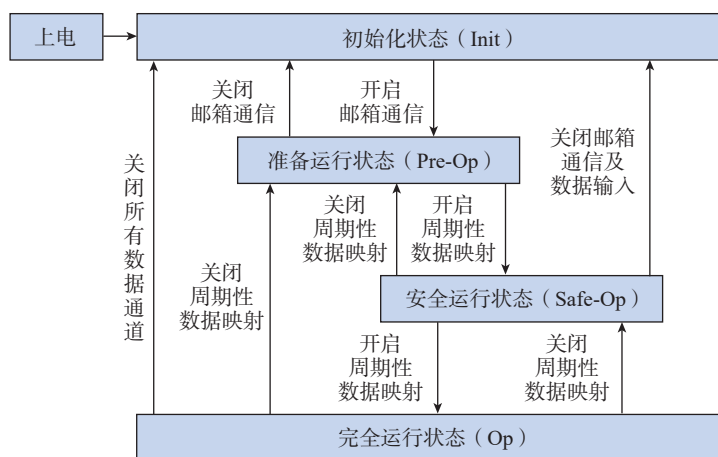 上电
初始化状态（Init）
关闭
邮箱通信
开启
邮箱通信
关闭邮箱
通信及
数据输入
准备运行状态（Pre-Op）
关
闭
所
有
数
据
通
道
关闭
周期性
数据映射
开启
周期性
数据映射
关闭
周期性
数据映射
安全运行状态（Safe-Op）
开启
周期性
数据映射
关闭
周期性
数据映射
完全运行状态（Op）